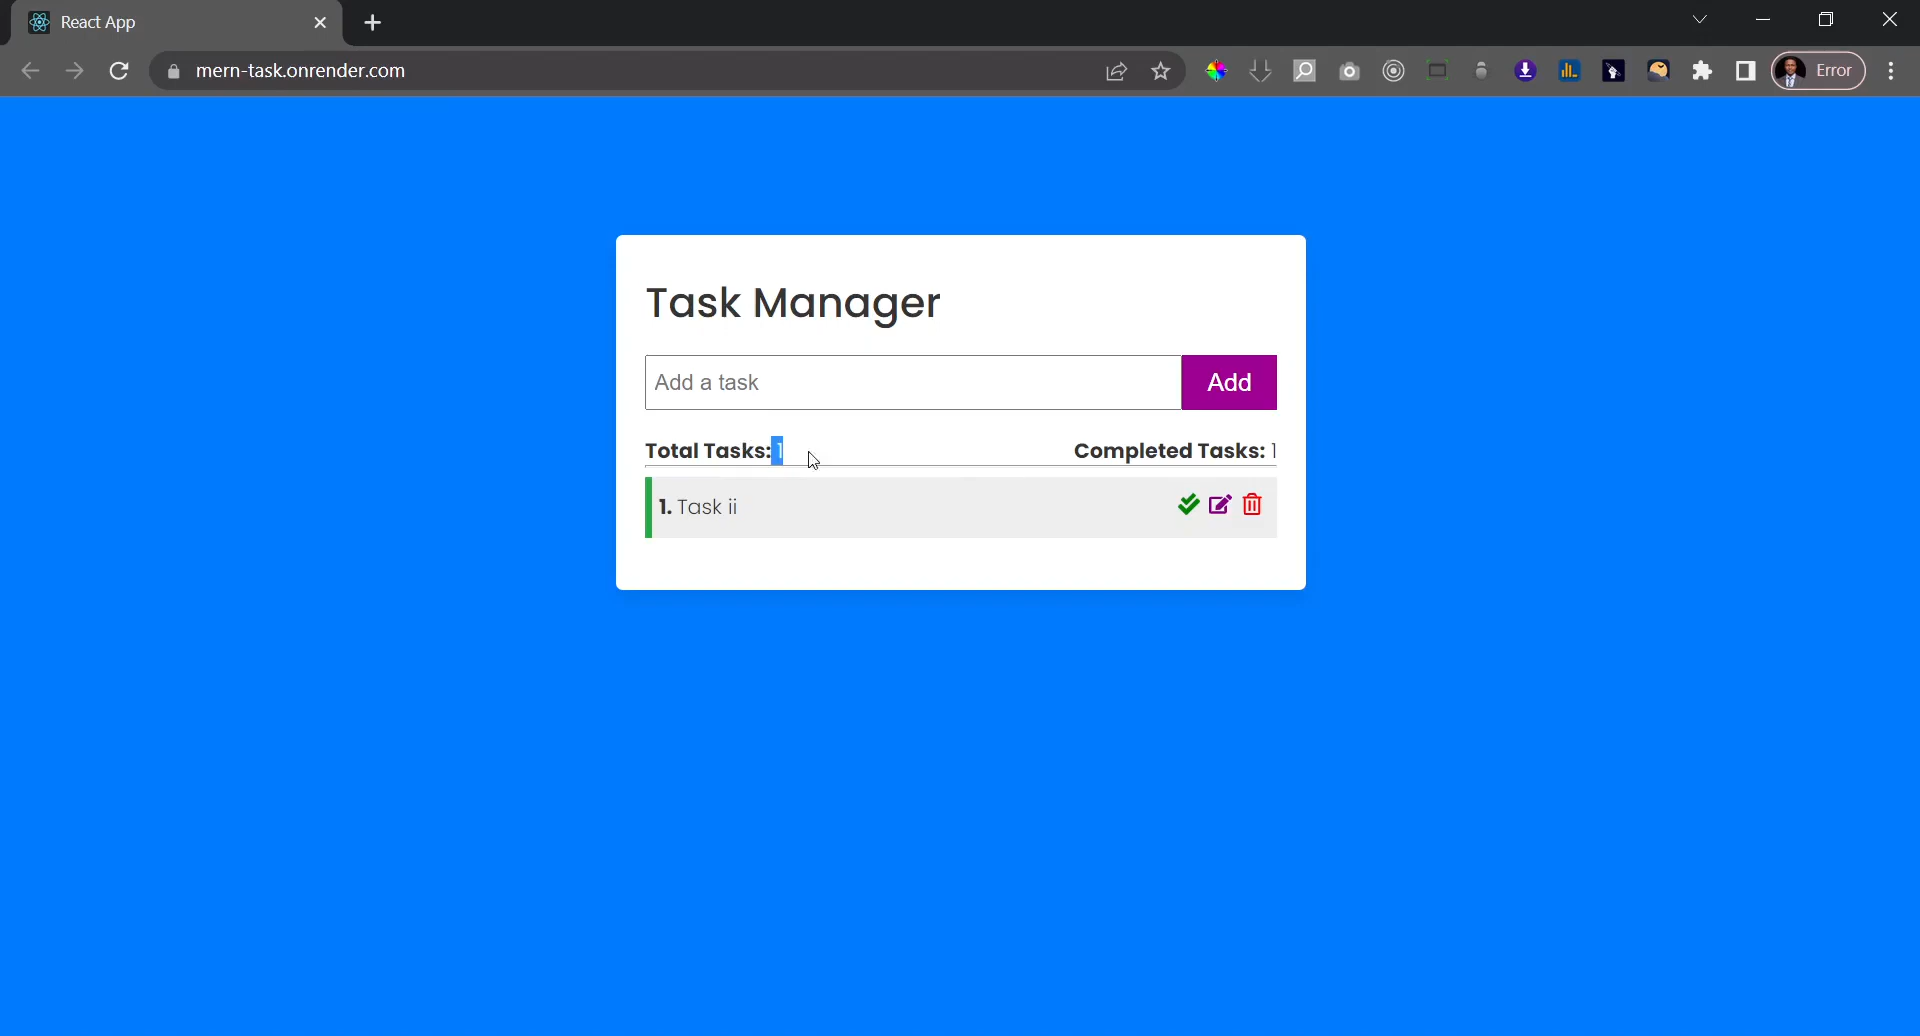 React App
mern-task.onrender.com
Error
Task Manager
Add a task
Add
Total Tasks: 1
Completed Tasks: 1
1. Task ii